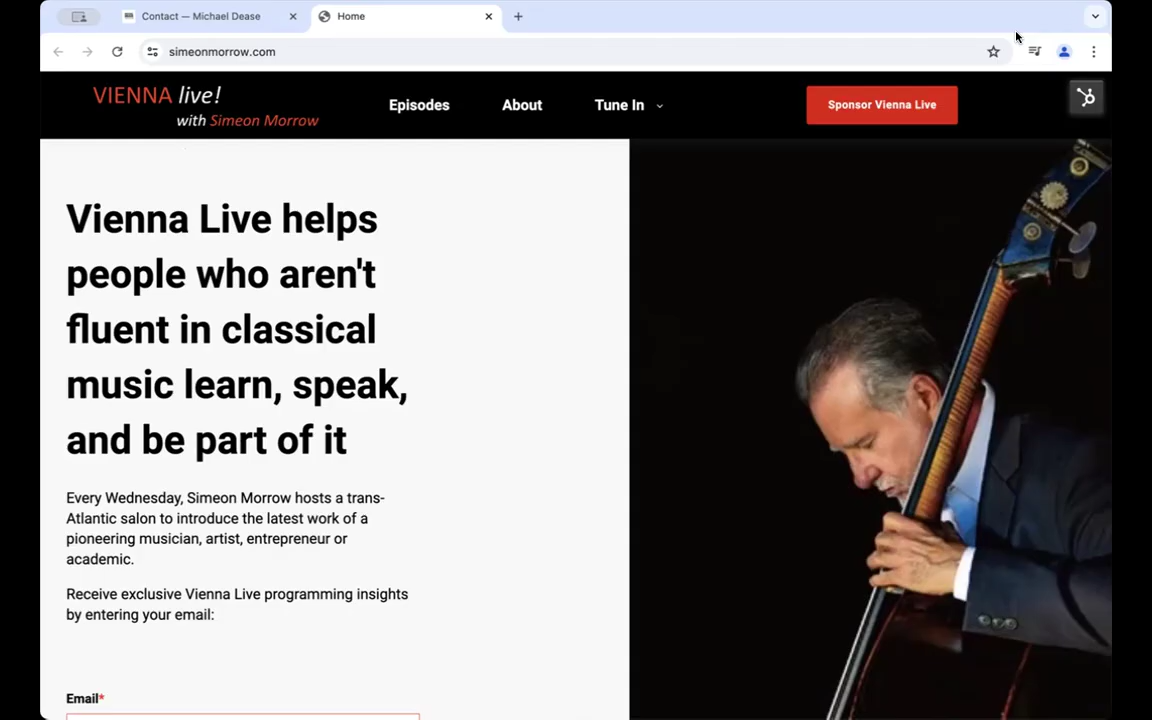 Contact — Michael Dease
Home
simeonmorrow.com
VIENNA live!
with Simeon Morrow
Episodes
About
Tune In
Sponsor Vienna Live
Vienna Live helps
people who aren't
fluent in classical
music learn, speak,
and be part of it
Every Wednesday, Simeon Morrow hosts a trans-
Atlantic salon to introduce the latest work of a
pioneering musician, artist, entrepreneur or
academic.
Receive exclusive Vienna Live programming insights
by entering your email:
Email*